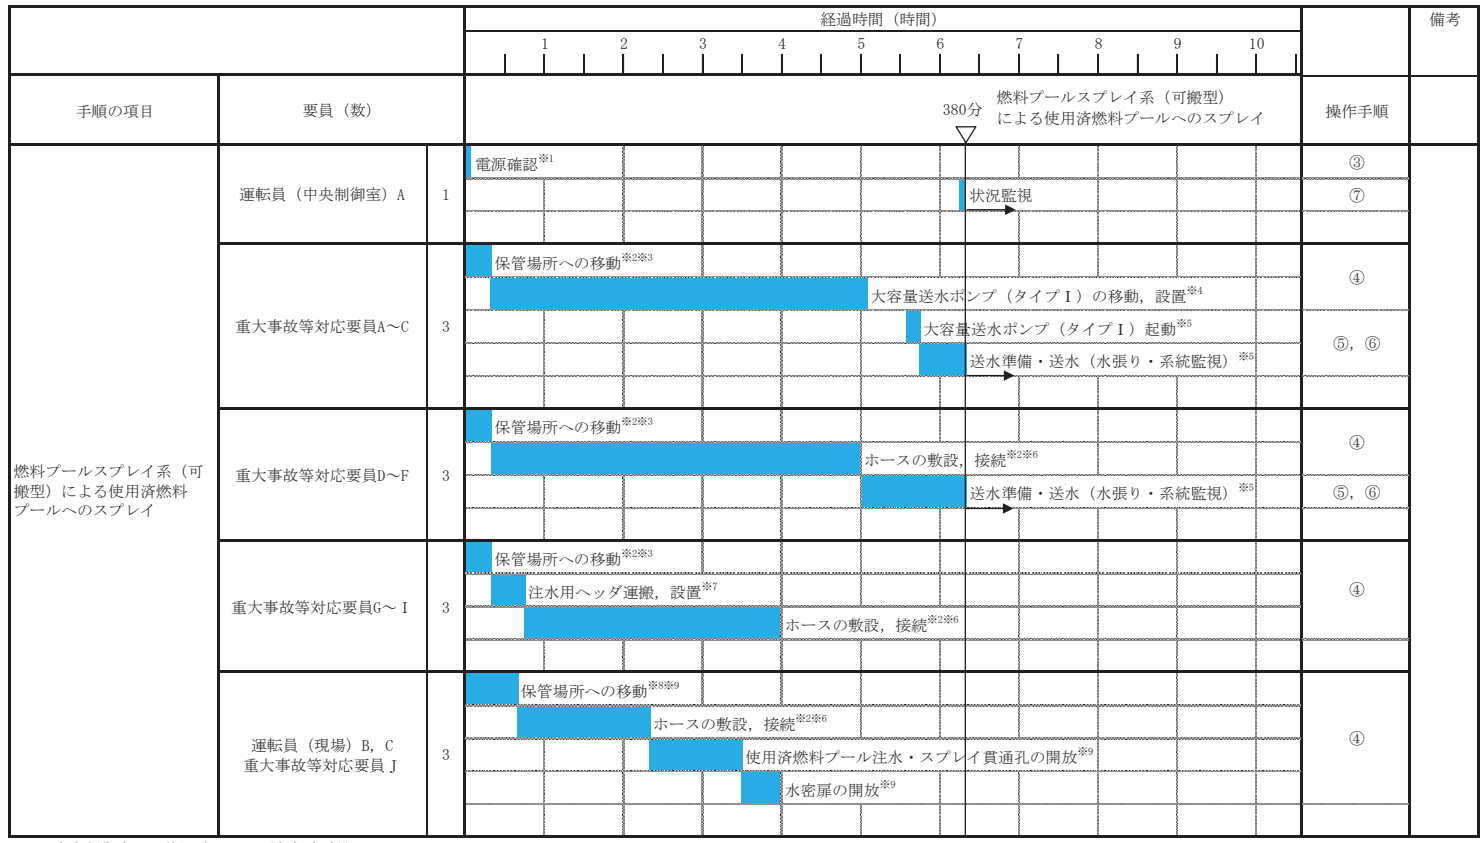 経過時間（時間）
備考
1 2 3 4 5 6 7 8 9 10
手順の項目
要員（数）
380分
燃料プールスプレイ系（可搬型）
による使用済燃料プールへのスプレイ
操作手順
燃料プールスプレイ系（可
搬型）による使用済燃料
プールへのスプレイ
運転員（中央制御室）A
1
電源確認※1
③
状況監視
⑦
重大事故等対応要員A～C
3
保管場所への移動※2※3
④
大容量送水ポンプ（タイプⅠ）の移動，設置※4
大容量送水ポンプ（タイプⅠ）起動※5
⑤，⑥
送水準備・送水（水張り・系統監視）※5
重大事故等対応要員D～F
3
保管場所への移動※2※3
④
ホースの敷設，接続※2※6
送水準備・送水（水張り・系統監視）※5
⑤，⑥
重大事故等対応要員G～Ｉ
3
保管場所への移動※2※3
注水用ヘッダ運搬，設置※7
④
ホースの敷設，接続※2※6
運転員（現場）B，C
重大事故等対応要員Ｊ
3
保管場所への移動※8※9
ホースの敷設，接続※2※6
④
使用済燃料プール注水・スプレイ貫通孔の開放※9
水密扉の開放※9